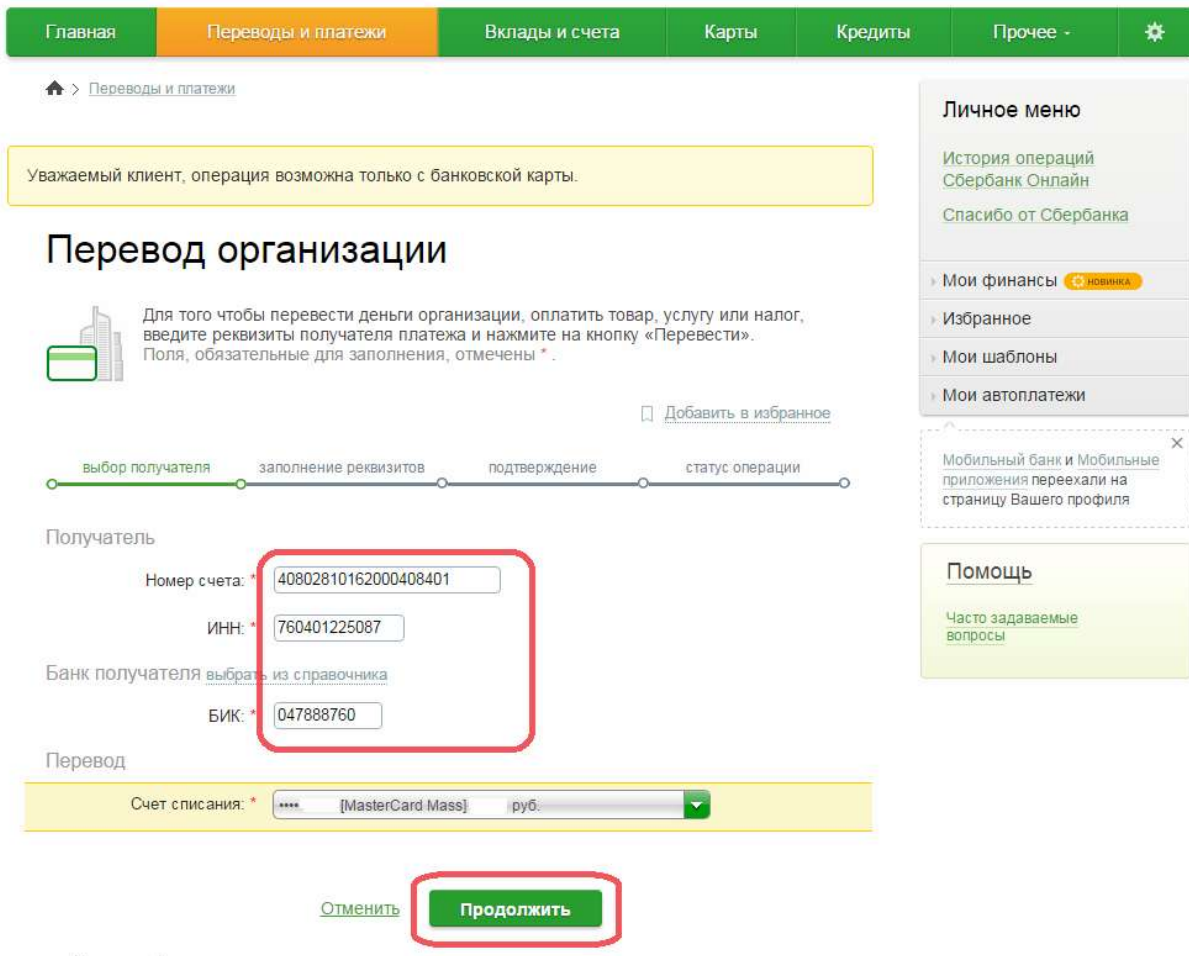 Главная Переводы и платежи Вклады и счета Карты Кредиты Прочее
Переводы и платежи
Уважаемый клиент, операция возможна только с банковской карты.
Перевод организации
Для того чтобы перевести деньги организации, оплатить товар, услугу или налог,
введите реквизиты получателя платежа и нажмите на кнопку «Перевести».
Поля, обязательные для заполнения, отмечены * .
Добавить в избранное
выбор получателя заполнение реквизитов подтверждение статус операции
Получатель
Номер счета: * 40802810162000408401
ИНН: * 760401225087
Банк получателя выбрать из справочника
БИК: * 047888760
Перевод
Счет списания: * •••• [MasterCard Mass] руб.
Отменить Продолжить
Личное меню
История операций
Сбербанк Онлайн
Спасибо от Сбербанка
Мои финансы НОВИНКА
Избранное
Мои шаблоны
Мои автоплатежи
Мобильный банк и Мобильные
приложения переехали на
страницу Вашего профиля
Помощь
Часто задаваемые
вопросы